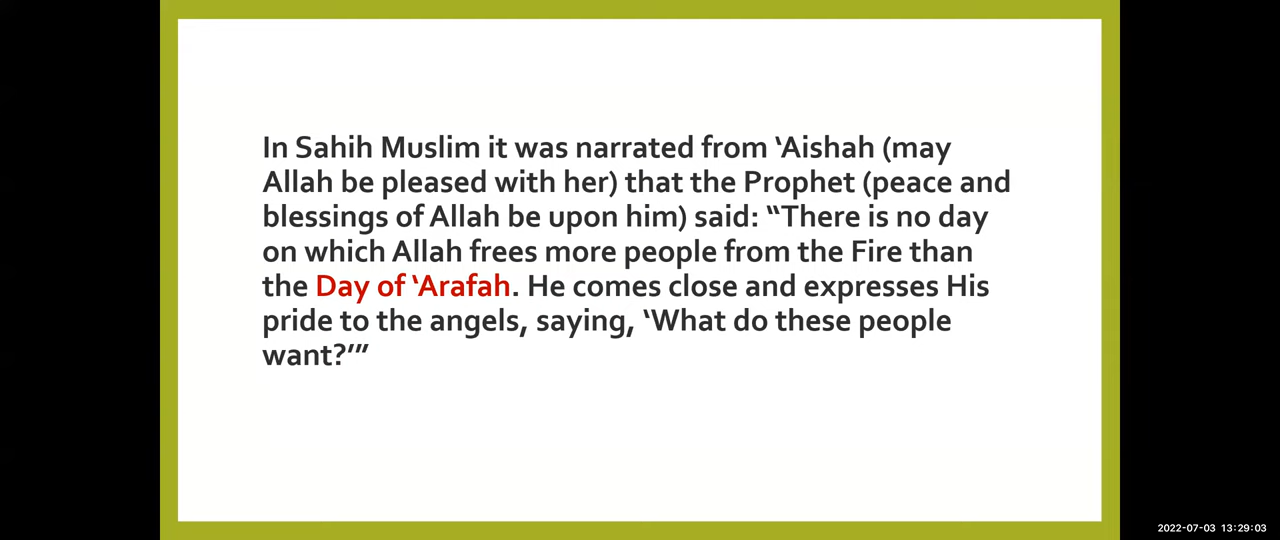 In Sahih Muslim it was narrated from ‘Aishah (may
Allah be pleased with her) that the Prophet (peace and
blessings of Allah be upon him) said: “There is no day
on which Allah frees more people from the Fire than
the Day of ‘Arafah. He comes close and expresses His
pride to the angels, saying, ‘What do these people
want?’”
2022-07-03 13:29:03